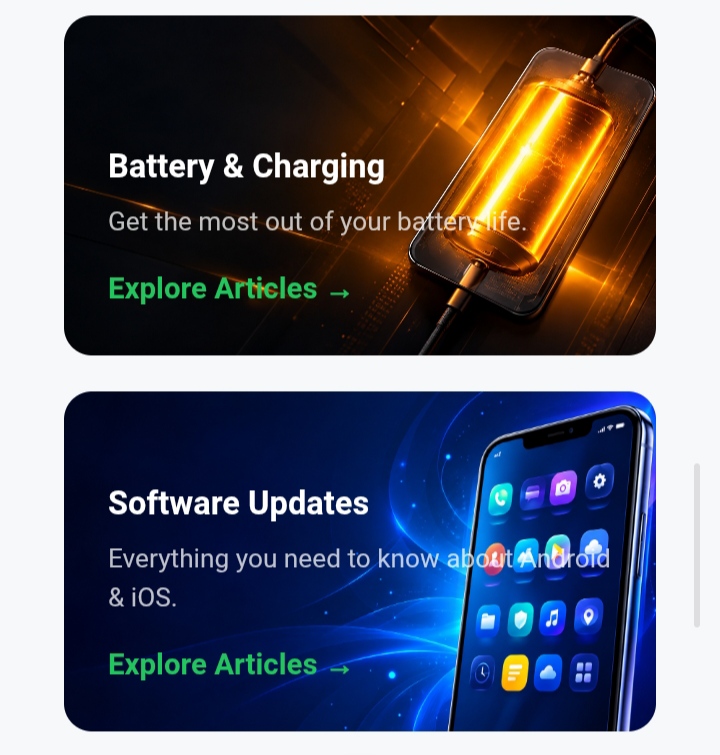 Battery & Charging
Get the most out of your battery life.
Explore Articles →
Software Updates
Everything you need to know about Android
& iOS.
Explore Articles →